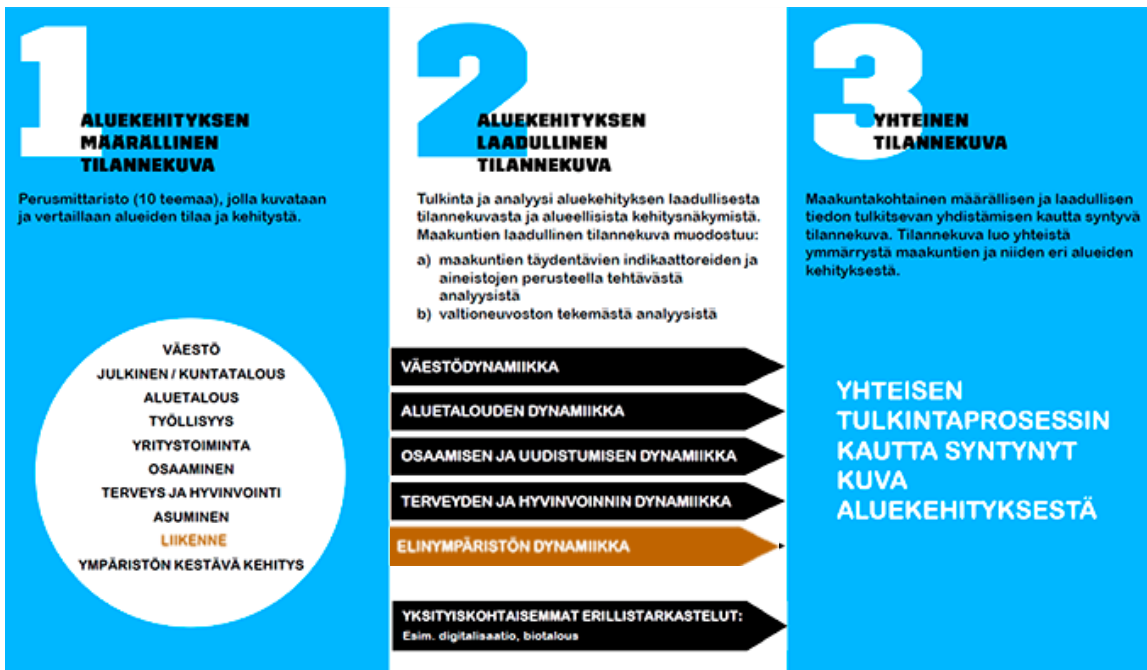 1
ALUEKEHITYKSEN
MÄÄRÄLLINEN
TILANNEKUVA
Perusmittaristo (10 teemaa), jolla kuvataan
ja vertaillaan alueiden tilaa ja kehitystä.
VÄESTÖ
JULKINEN / KUNTATALOUS
ALUETALOUS
TYÖLLISYYS
YRITYSTOIMINTA
OSAAMINEN
TERVEYS JA HYVINVOINTI
ASUMINEN
LIIKENNE
YMPÄRISTÖN KESTÄVÄ KEHITYS
2
ALUEKEHITYKSEN
LAADULLINEN
TILANNEKUVA
Tulkinta ja analyysi aluekehityksen laadullisesta
tilannekuvasta ja alueellisista kehitysnäkymistä.
Maakuntien laadullinen tilannekuva muodostuu:
a) maakuntien täydentävien indikaattoreiden ja
aineistojen perusteella tehtävästä
analyysistä
b) valtioneuvoston tekemästä analyysistä
VÄESTÖDYNAMIIKKA
ALUETALOUDEN DYNAMIIKKA
OSAAMISEN JA UUDISTUMISEN DYNAMIIKKA
TERVEYDEN JA HYVINVOINNIN DYNAMIIKKA
ELINYMPÄRISTÖN DYNAMIIKKA
YKSITYISKOHTAISEMMAT ERILLISTARKASTELUT:
Esim. digitalisaatio, biotalous
3
YHTEINEN
TILANNEKUVA
Maakuntakohtainen määrällisen ja laadullisen
tiedon tulkitsevan yhdistämisen kautta syntyvä
tilannekuva. Tilannekuva luo yhteistä
ymmärrystä maakuntien ja niiden eri alueiden
kehityksestä.
YHTEISEN
TULKINTAPROSESSIN
KAUTTA SYNTYNYT
KUVA
ALUEKEHITYKSESTÄ